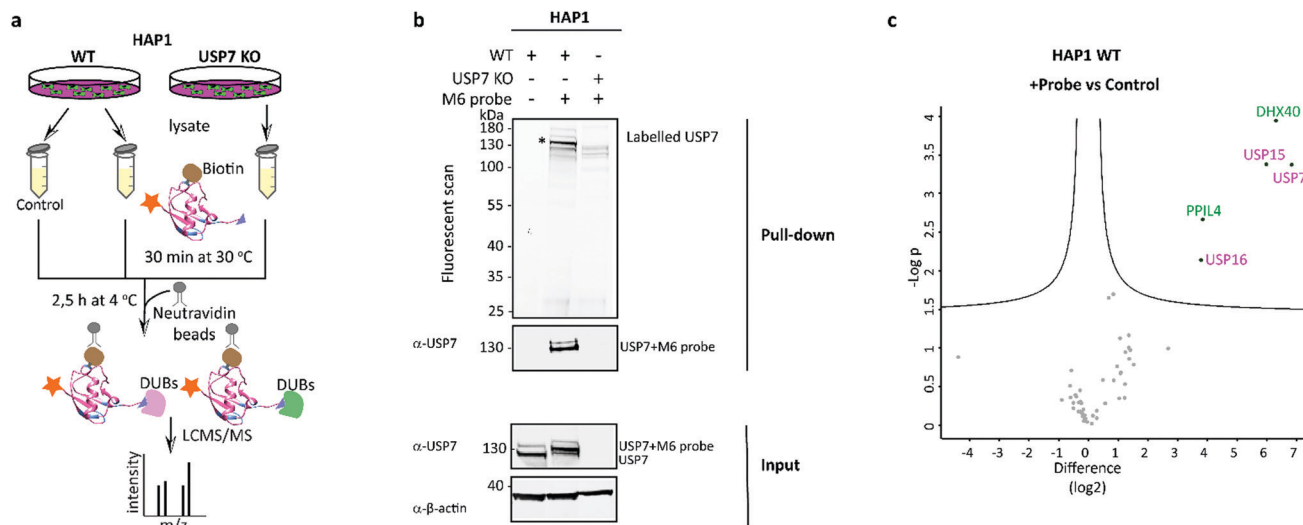 a
HAP1
WT
USP7 KO
lysate
Biotin
Control
30 min at 30 °C
2,5 h at 4 °C
Neutravidin
beads
DUBs
DUBs
LCMS/MS
intensity
m/z
b
HAP1
WT + + -
USP7 KO - - +
M6 probe - + +
kDa
180
130
100
55
40
35
25
*
Fluorescent scan
Labelled USP7
Pull-down
α-USP7
130
USP7+M6 probe
α-USP7
130
USP7+M6 probe
USP7
Input
40
α-β-actin
c
HAP1 WT
+Probe vs Control
-Log p
4
3.5
3
2.5
2
1.5
1
0.5
0
DHX40
USP15
USP7
PPIL4
USP16
-4 -3 -2 -1 0 1 2 3 4 5 6 7
Difference
(log2)